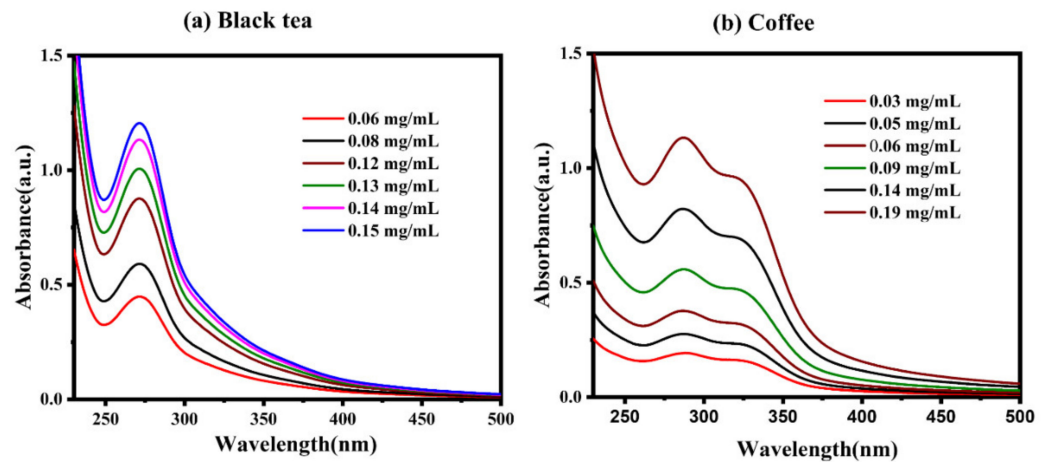 (a) Black tea
1.5
1.0
0.5
0.0
Absorbance(a.u.)
0.06 mg/mL
0.08 mg/mL
0.12 mg/mL
0.13 mg/mL
0.14 mg/mL
0.15 mg/mL
250 300 350 400 450 500
Wavelength(nm)
(b) Coffee
1.5
1.0
0.5
0.0
Absorbance(a.u.)
0.03 mg/mL
0.05 mg/mL
0.06 mg/mL
0.09 mg/mL
0.14 mg/mL
0.19 mg/mL
250 300 350 400 450 500
Wavelength(nm)